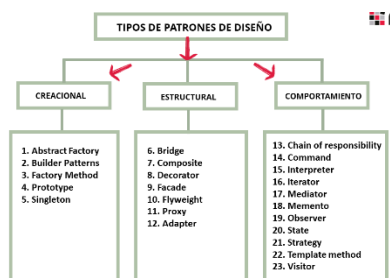 TIPOS DE PATRONES DE DISEÑO
CREACIONAL
ESTRUCTURAL
COMPORTAMIENTO
1. Abstract Factory
2. Builder Patterns
3. Factory Method
4. Prototype
5. Singleton
6. Bridge
7. Composite
8. Decorator
9. Facade
10. Flyweight
11. Proxy
12. Adapter
13. Chain of responsibility
14. Command
15. Interpreter
16. Iterator
17. Mediator
18. Memento
19. Observer
20. State
21. Strategy
22. Template method
23. Visitor